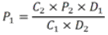 P₁ = (C₂ × P₂ × D₁) / (C₁ × D₂)